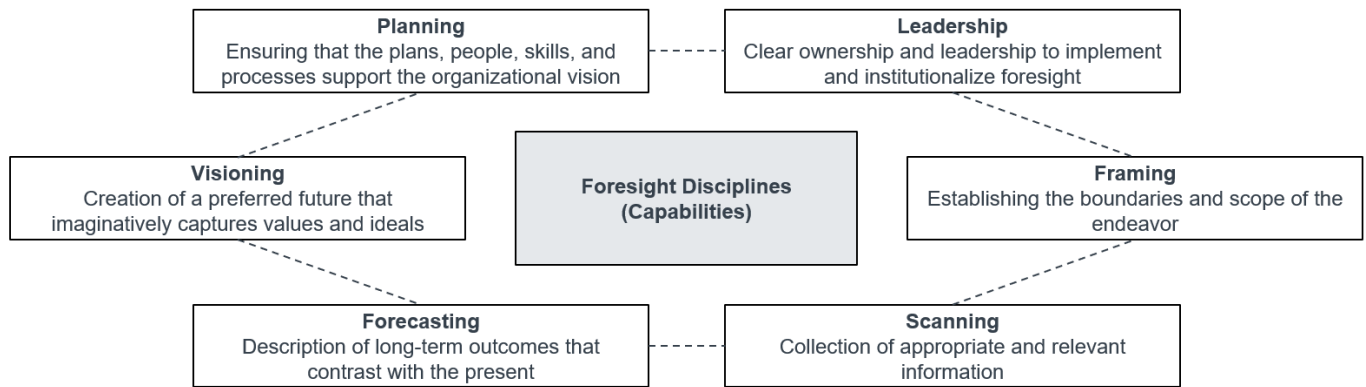 Planning
Ensuring that the plans, people, skills, and
processes support the organizational vision
Leadership
Clear ownership and leadership to implement
and institutionalize foresight
Visioning
Creation of a preferred future that
imaginatively captures values and ideals
Foresight Disciplines
(Capabilities)
Framing
Establishing the boundaries and scope of the
endeavor
Forecasting
Description of long-term outcomes that
contrast with the present
Scanning
Collection of appropriate and relevant
information